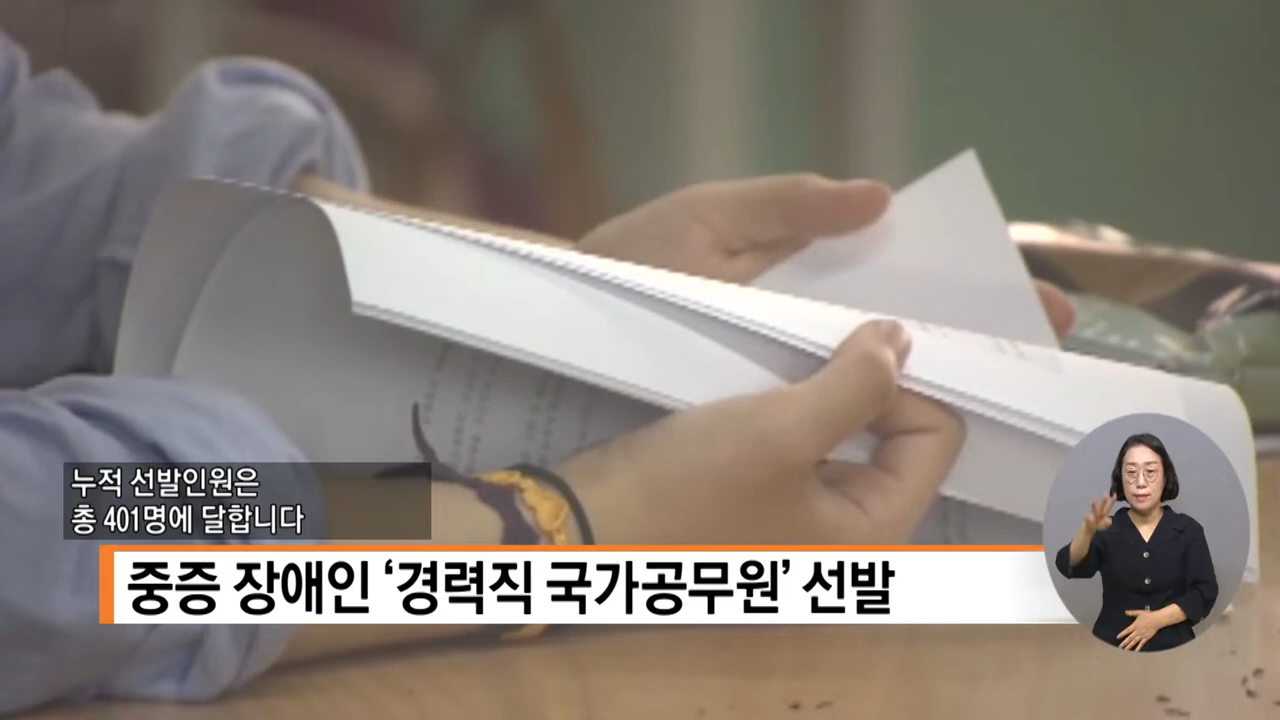 누적 선발인원은
총 401명에 달합니다
중증 장애인 ‘경력직 국가공무원’ 선발